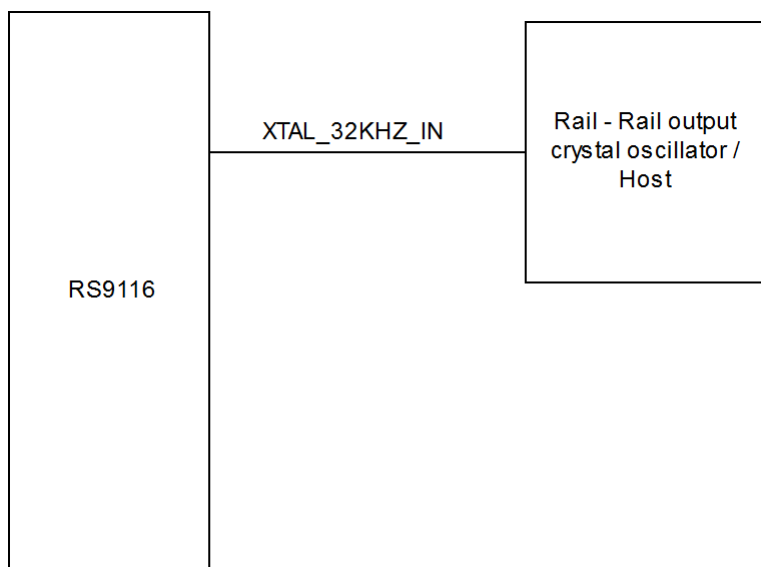 XTAL_32KHZ_IN
Rail - Rail output
crystal oscillator /
Host
RS9116